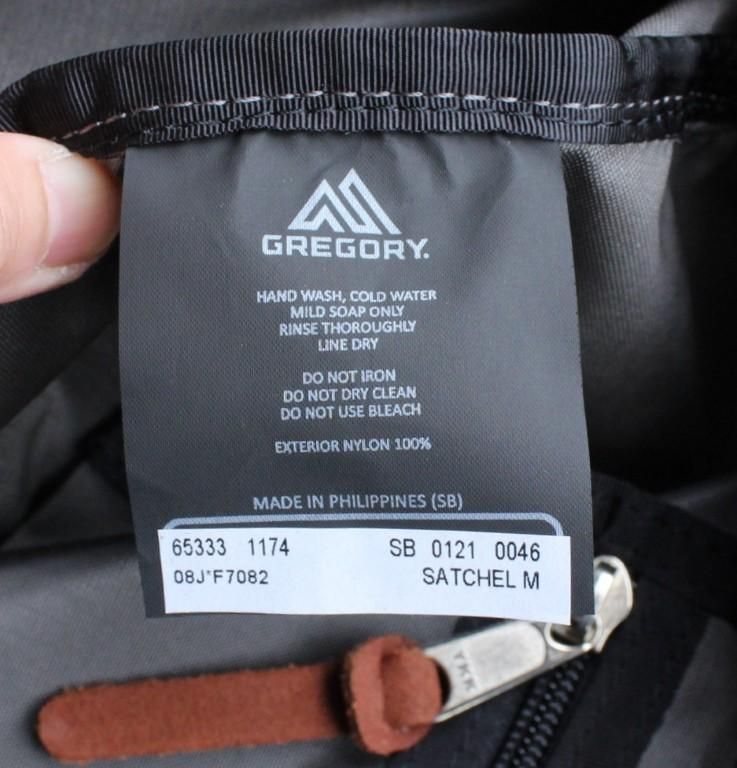 GREGORY.
HAND WASH, COLD WATER
MILD SOAP ONLY
RINSE THOROUGHLY
LINE DRY
DO NOT IRON
DO NOT DRY CLEAN
DO NOT USE BLEACH
EXTERIOR NYLON 100%
MADE IN PHILIPPINES (SB)
65333 1174 SB 0121 0046
08J*F7082 SATCHEL M
YKK